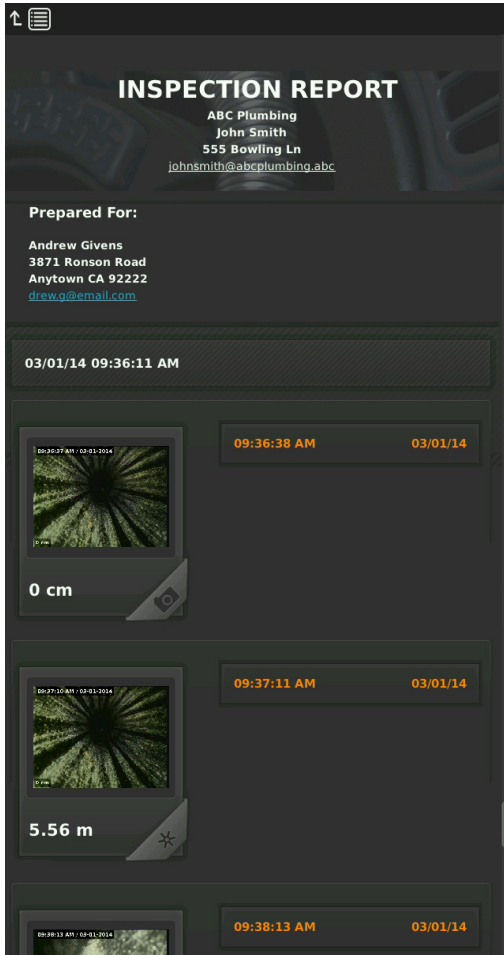 INSPECTION REPORT
ABC Plumbing
John Smith
555 Bowling Ln
johnsmith@abcplumbing.abc
Prepared For:
Andrew Givens
3871 Ronson Road
Anytown CA 92222
drew.g@email.com
03/01/14 09:36:11 AM
09:36:38 AM 03/01/14
09:36:37 AM / 03-01-2014
0 cm
09:37:11 AM 03/01/14
09:37:10 AM / 03-01-2014
5.56 m
09:38:13 AM 03/01/14
09:38:13 AM / 03-01-2014